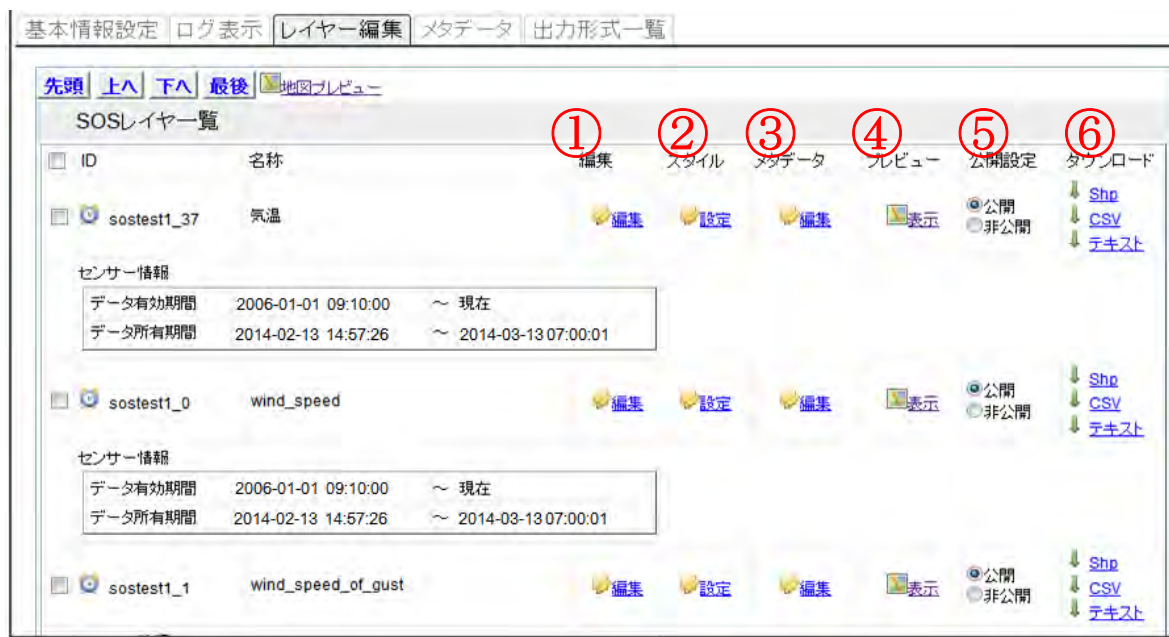 基本情報設定 ログ表示 レイヤー編集 メタデータ 出力形式一覧
先頭 上へ 下へ 最後 地図プレビュー
SOSレイヤ一覧
① ② ③ ④ ⑤ ⑥
ID 名称 編集 スタイル メタデータ プレビュー 公開設定 ダウンロード
sostest1_37 気温 編集 設定 編集 表示 公開 非公開 Shp CSV テキスト
センサー情報
データ有効期間 2006-01-01 09:10:00 ～ 現在
データ所有期間 2014-02-13 14:57:26 ～ 2014-03-13 07:00:01
sostest1_0 wind_speed 編集 設定 編集 表示 公開 非公開 Shp CSV テキスト
センサー情報
データ有効期間 2006-01-01 09:10:00 ～ 現在
データ所有期間 2014-02-13 14:57:26 ～ 2014-03-13 07:00:01
sostest1_1 wind_speed_of_gust 編集 設定 編集 表示 公開 非公開 Shp CSV テキスト